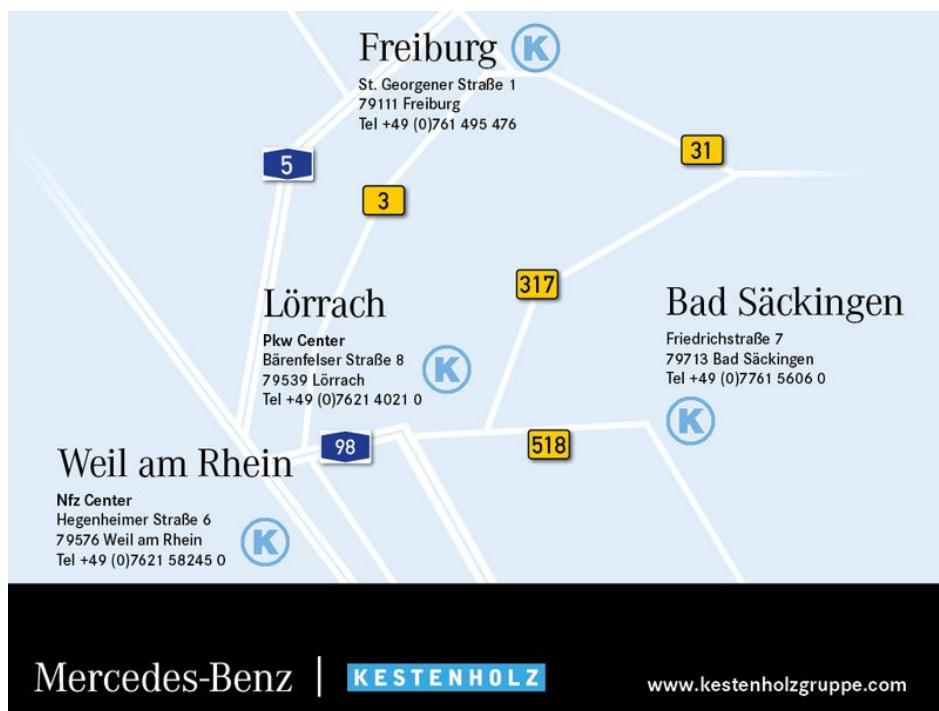 Freiburg K
St. Georgener Straße 1
79111 Freiburg
Tel +49 (0)761 495 476
5
31
3
317
Lörrach
Pkw Center
Bärenfelser Straße 8
79539 Lörrach
Tel +49 (0)7621 4021 0
K
Bad Säckingen
Friedrichstraße 7
79713 Bad Säckingen
Tel +49 (0)7761 5606 0
K
98
518
Weil am Rhein
Nfz Center
Hegenheimer Straße 6
79576 Weil am Rhein
Tel +49 (0)7621 58245 0
K
Mercedes-Benz | KESTENHOLZ
www.kestenholzgruppe.com